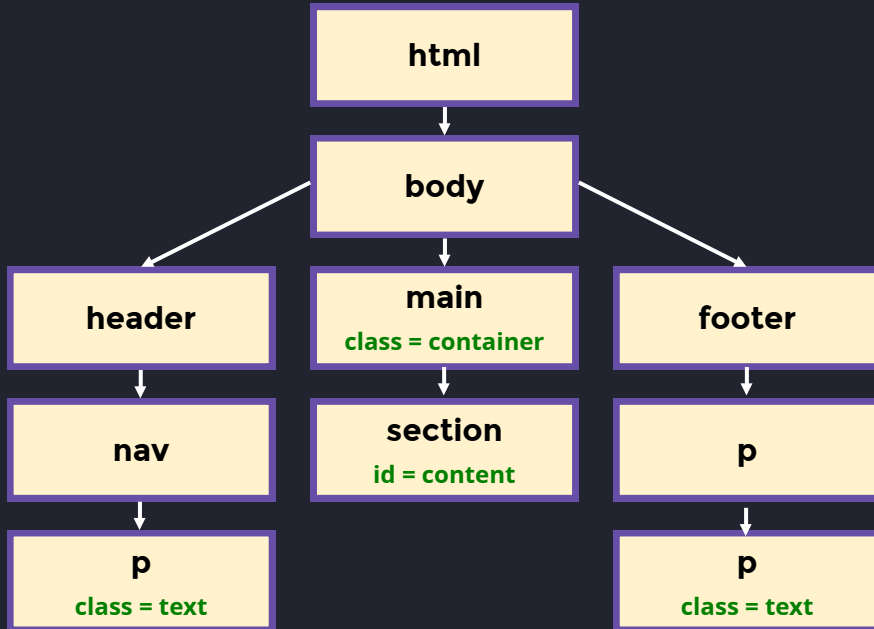 html
body
header
main
class = container
footer
nav
section
id = content
p
p
class = text
p
class = text